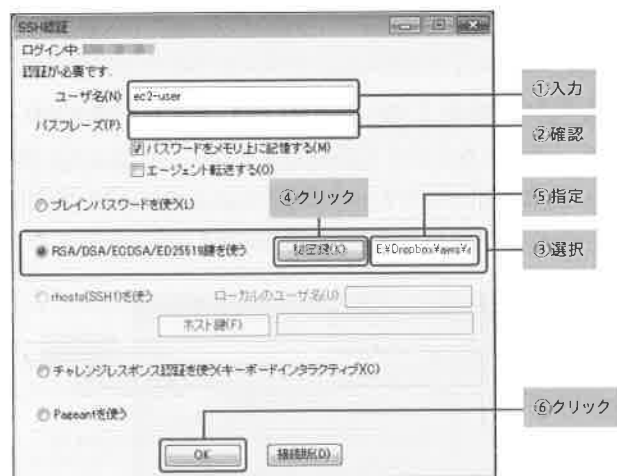 SSH認証
ログイン中:
認証が必要です.
ユーザ名(N) ec2-user
①入力
パスフレーズ(P)
②確認
パスワードをメモリ上に記憶する(M)
エージェント転送する(O)
④クリック
⑤指定
プレインパスワードを使う(L)
RSA/DSA/ECDSA/ED25519鍵を使う 秘密鍵(K) E:¥Dropbox¥aws¥
③選択
rhosts(SSH1)を使う ローカルのユーザ名(U)
ホスト鍵(F)
チャレンジレスポンス認証を使う(キーボードインタラクティブ)(C)
Pageantを使う
⑥クリック
OK 接続断(D)